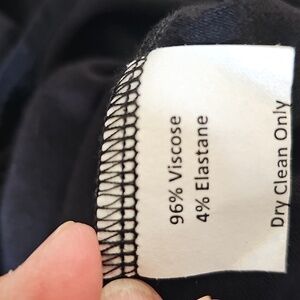 96% Viscose
4% Elastane
Dry Clean Only